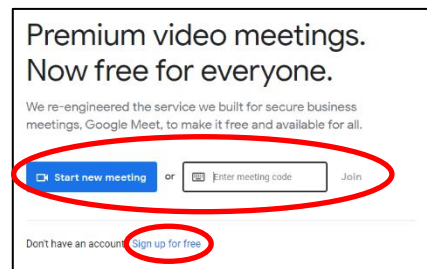 Premium video meetings.
Now free for everyone.
We re-engineered the service we built for secure business
meetings, Google Meet, to make it free and available for all.
Start new meeting or Enter meeting code Join
Don't have an account Sign up for free